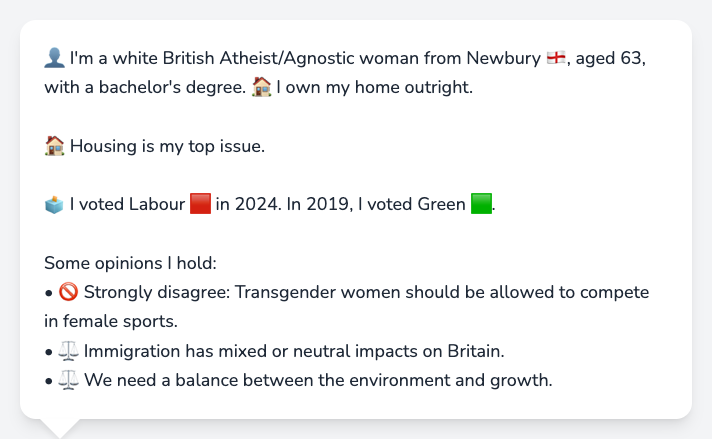 👤 I'm a white British Atheist/Agnostic woman from Newbury 🏴󠁧󠁢󠁥󠁮󠁧󠁿, aged 63,
with a bachelor's degree. 🏠 I own my home outright.
🏠 Housing is my top issue.
🗳️ I voted Labour 🟥 in 2024. In 2019, I voted Green 🟩.
Some opinions I hold:
• 🚫 Strongly disagree: Transgender women should be allowed to compete
in female sports.
• ⚖️ Immigration has mixed or neutral impacts on Britain.
• ⚖️ We need a balance between the environment and growth.